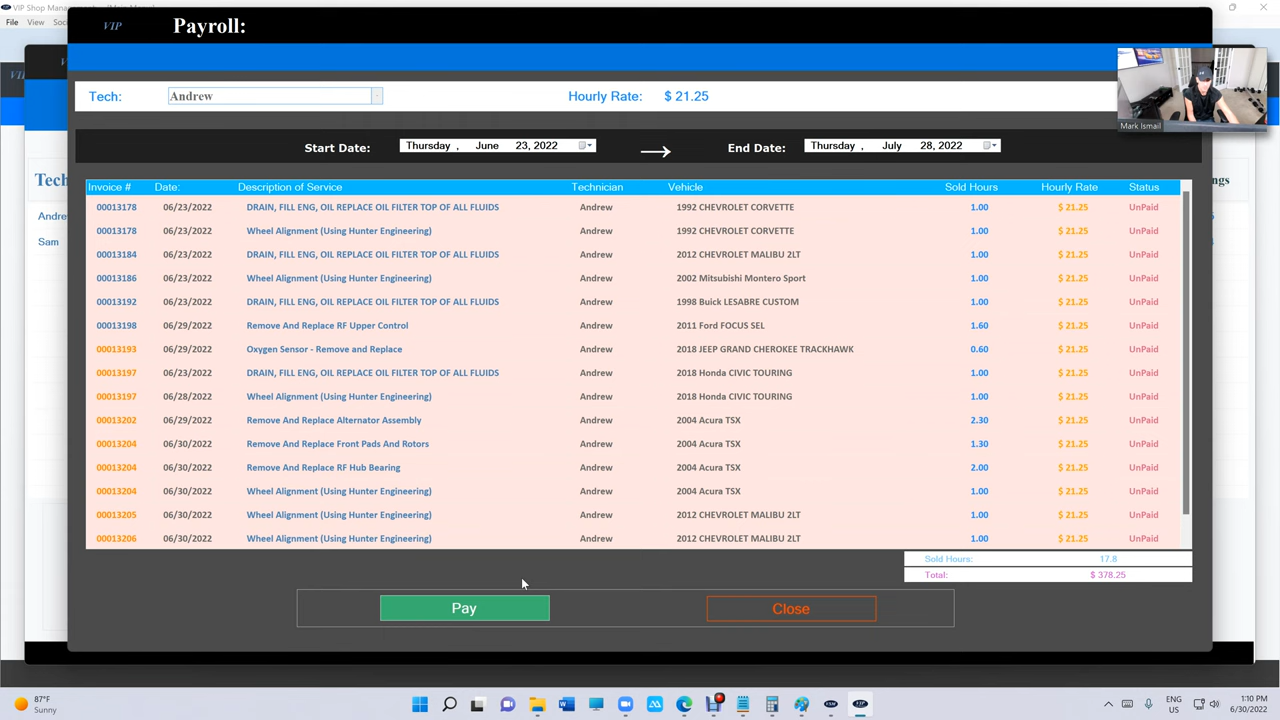 VIP Shop Management
File View
VIP Payroll:
Tech: Andrew Hourly Rate: $ 21.25
Mark Ismail
Start Date: Thursday , June 23, 2022 → End Date: Thursday , July 28, 2022
Tech
Andrew
Sam
Invoice # Date: Description of Service Technician Vehicle Sold Hours Hourly Rate Status
00013178 06/23/2022 DRAIN, FILL ENG, OIL REPLACE OIL FILTER TOP OF ALL FLUIDS Andrew 1992 CHEVROLET CORVETTE 1.00 $ 21.25 UnPaid
00013178 06/23/2022 Wheel Alignment (Using Hunter Engineering) Andrew 1992 CHEVROLET CORVETTE 1.00 $ 21.25 UnPaid
00013184 06/23/2022 DRAIN, FILL ENG, OIL REPLACE OIL FILTER TOP OF ALL FLUIDS Andrew 2012 CHEVROLET MALIBU 2LT 1.00 $ 21.25 UnPaid
00013186 06/23/2022 Wheel Alignment (Using Hunter Engineering) Andrew 2002 Mitsubishi Montero Sport 1.00 $ 21.25 UnPaid
00013192 06/23/2022 DRAIN, FILL ENG, OIL REPLACE OIL FILTER TOP OF ALL FLUIDS Andrew 1998 Buick LESABRE CUSTOM 1.00 $ 21.25 UnPaid
00013198 06/29/2022 Remove And Replace RF Upper Control Andrew 2011 Ford FOCUS SEL 1.60 $ 21.25 UnPaid
00013193 06/29/2022 Oxygen Sensor - Remove and Replace Andrew 2018 JEEP GRAND CHEROKEE TRACKHAWK 0.60 $ 21.25 UnPaid
00013197 06/23/2022 DRAIN, FILL ENG, OIL REPLACE OIL FILTER TOP OF ALL FLUIDS Andrew 2018 Honda CIVIC TOURING 1.00 $ 21.25 UnPaid
00013197 06/28/2022 Wheel Alignment (Using Hunter Engineering) Andrew 2018 Honda CIVIC TOURING 1.00 $ 21.25 UnPaid
00013202 06/29/2022 Remove And Replace Alternator Assembly Andrew 2004 Acura TSX 2.30 $ 21.25 UnPaid
00013204 06/30/2022 Remove And Replace Front Pads And Rotors Andrew 2004 Acura TSX 1.30 $ 21.25 UnPaid
00013204 06/30/2022 Remove And Replace RF Hub Bearing Andrew 2004 Acura TSX 2.00 $ 21.25 UnPaid
00013204 06/30/2022 Wheel Alignment (Using Hunter Engineering) Andrew 2004 Acura TSX 1.00 $ 21.25 UnPaid
00013205 06/30/2022 Wheel Alignment (Using Hunter Engineering) Andrew 2012 CHEVROLET MALIBU 2LT 1.00 $ 21.25 UnPaid
00013206 06/30/2022 Wheel Alignment (Using Hunter Engineering) Andrew 2012 CHEVROLET MALIBU 2LT 1.00 $ 21.25 UnPaid
Sold Hours: 17.8
Total: $ 378.25
Pay Close
87°F
Sunny
ENG
US
1:10 PM
6/30/2022